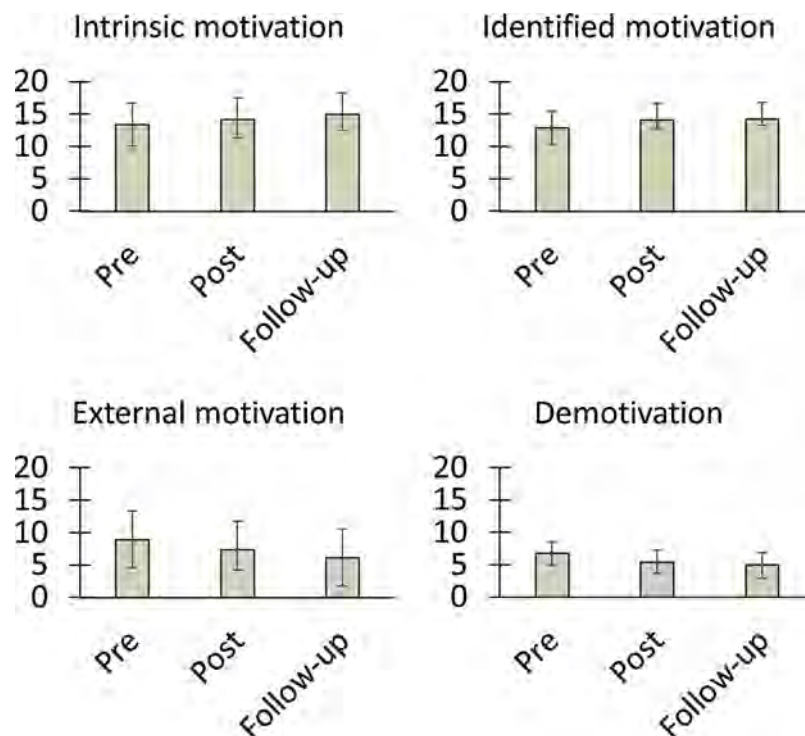 Intrinsic motivation
20
15
10
5
0
Pre
Post
Follow-up
Identified motivation
20
15
10
5
0
Pre
Post
Follow-up
External motivation
20
15
10
5
0
Pre
Post
Follow-up
Demotivation
20
15
10
5
0
Pre
Post
Follow-up